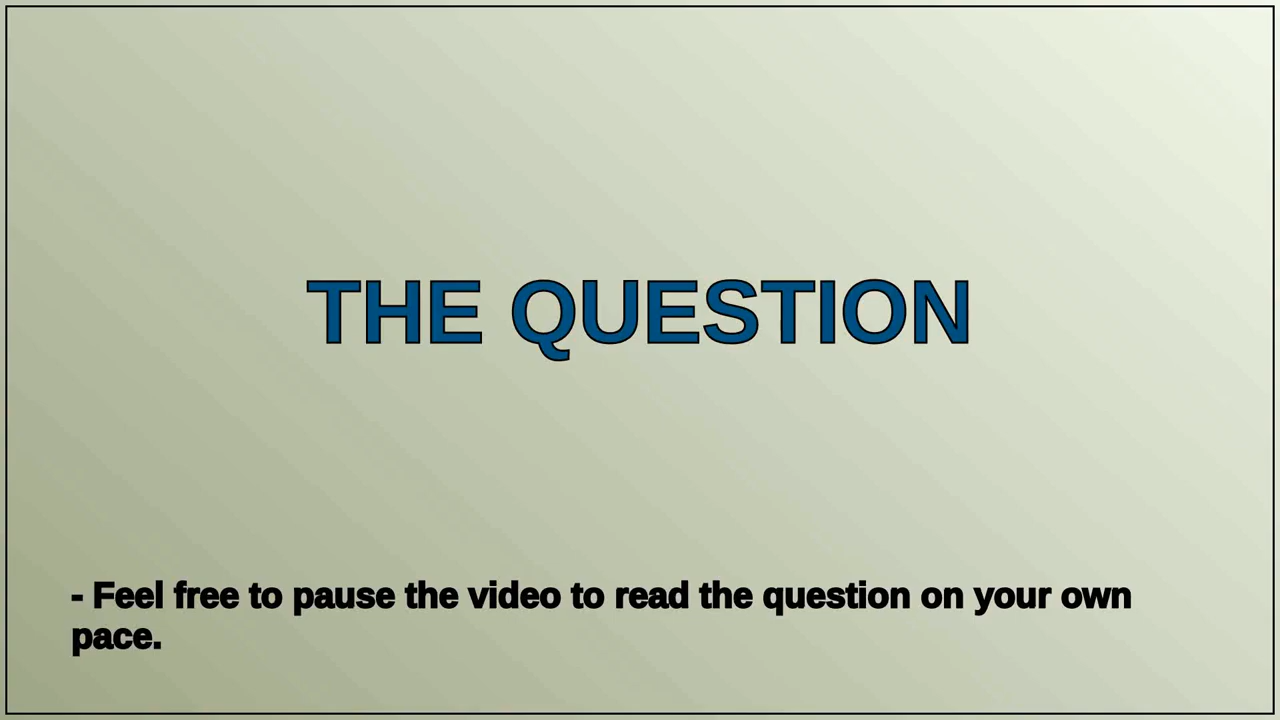 THE QUESTION
- Feel free to pause the video to read the question on your own
pace.